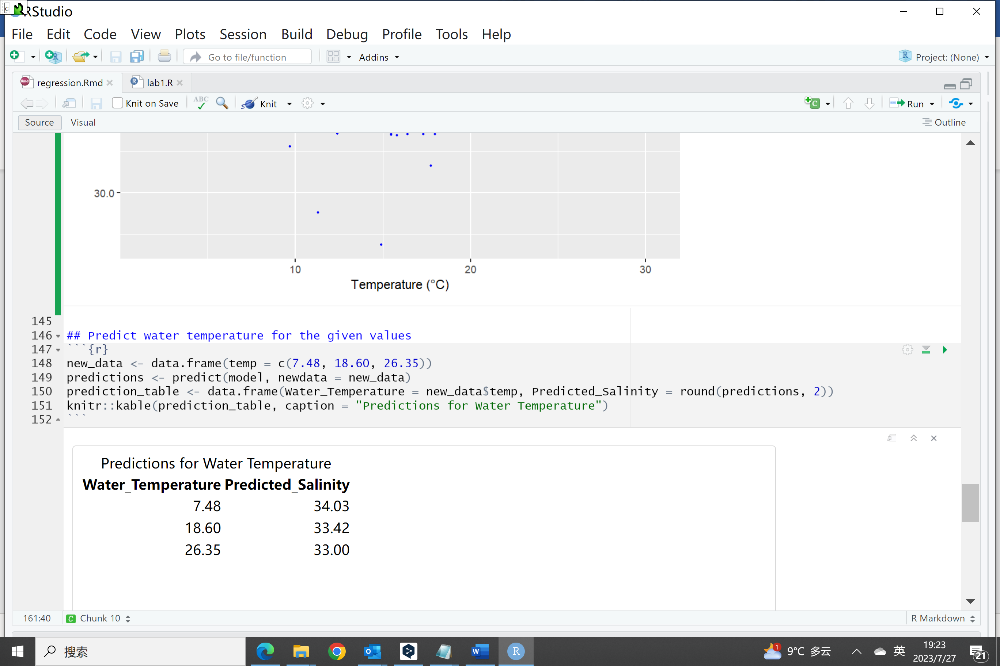 RStudio
File Edit Code View Plots Session Build Debug Profile Tools Help
Go to file/function Addins Project: (None)
regression.Rmd lab1.R
Knit on Save ABC Knit Run
Source Visual Outline
30.0
10 20 30
Temperature (°C)
145
146 ## Predict water temperature for the given values
147 ```{r}
148 new_data <- data.frame(temp = c(7.48, 18.60, 26.35))
149 predictions <- predict(model, newdata = new_data)
150 prediction_table <- data.frame(Water_Temperature = new_data$temp, Predicted_Salinity = round(predictions, 2))
151 knitr::kable(prediction_table, caption = "Predictions for Water Temperature")
152 ```
Predictions for Water Temperature
Water_Temperature Predicted_Salinity
7.48 34.03
18.60 33.42
26.35 33.00
161:40 C Chunk 10 R Markdown
搜索 1 9°C 多云 英 19:23
2023/7/27 21